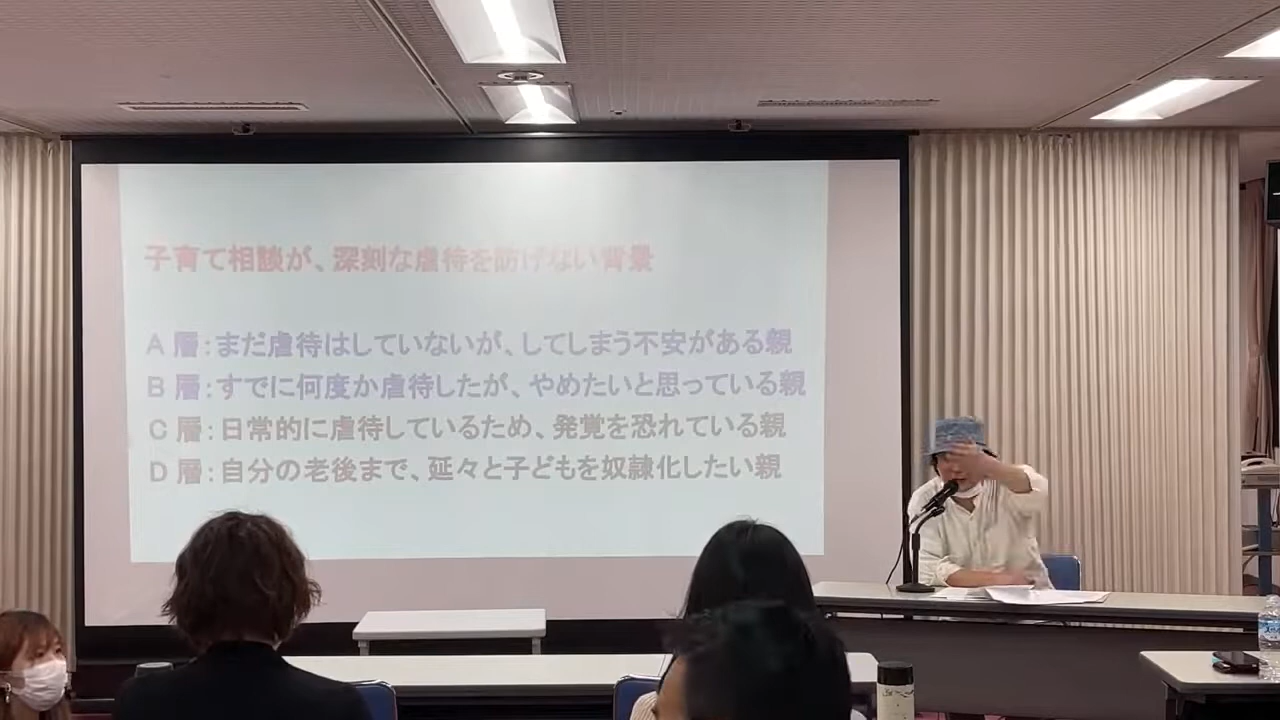 子育て相談が、深刻な虐待を防げない背景
A 層：まだ虐待はしていないが、してしまう不安がある親
B 層：すでに何度か虐待したが、やめたいと思っている親
C 層：日常的に虐待しているため、発覚を恐れている親
D 層：自分の老後まで、延々と子どもを奴隷化したい親